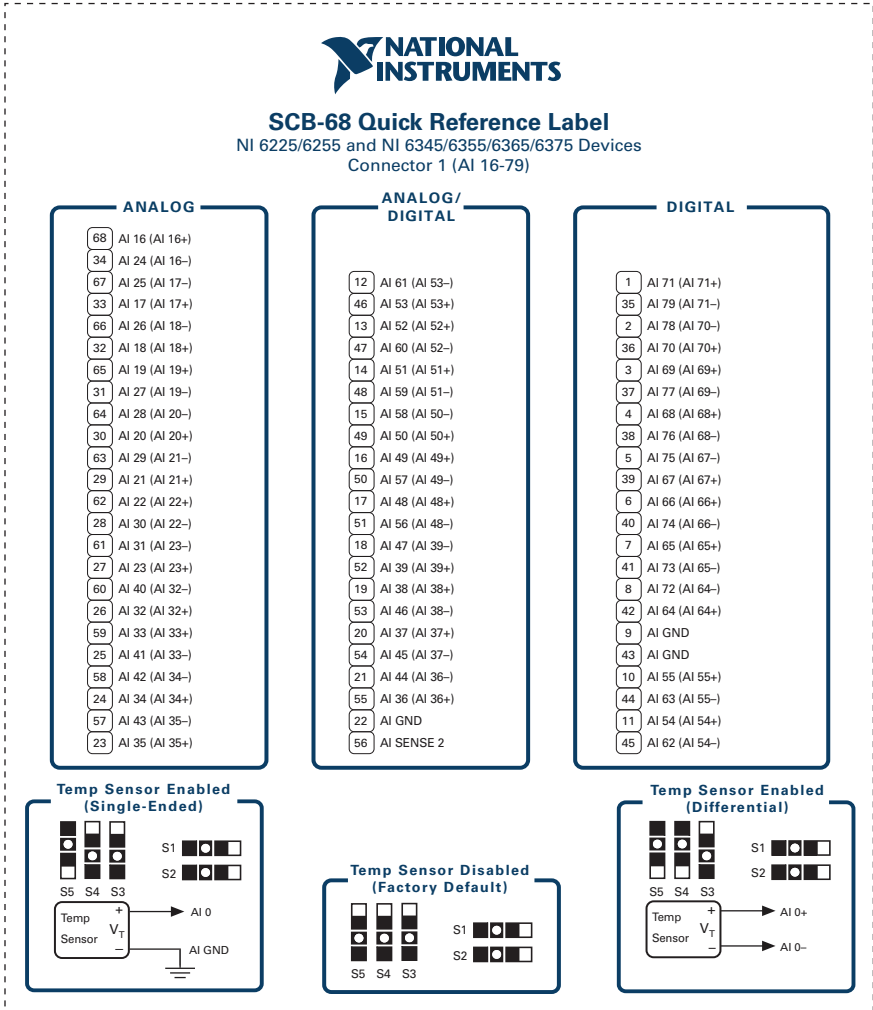 NATIONAL
INSTRUMENTS
SCB-68 Quick Reference Label
NI 6225/6255 and NI 6345/6355/6365/6375 Devices
Connector 1 (AI 16-79)
ANALOG
68 AI 16 (AI 16+)
34 AI 24 (AI 16–)
67 AI 25 (AI 17–)
33 AI 17 (AI 17+)
66 AI 26 (AI 18–)
32 AI 18 (AI 18+)
65 AI 19 (AI 19+)
31 AI 27 (AI 19–)
64 AI 28 (AI 20–)
30 AI 20 (AI 20+)
63 AI 29 (AI 21–)
29 AI 21 (AI 21+)
62 AI 22 (AI 22+)
28 AI 30 (AI 22–)
61 AI 31 (AI 23–)
27 AI 23 (AI 23+)
60 AI 40 (AI 32–)
26 AI 32 (AI 32+)
59 AI 33 (AI 33+)
25 AI 41 (AI 33–)
58 AI 42 (AI 34–)
24 AI 34 (AI 34+)
57 AI 43 (AI 35–)
23 AI 35 (AI 35+)
ANALOG/
DIGITAL
12 AI 61 (AI 53–)
46 AI 53 (AI 53+)
13 AI 52 (AI 52+)
47 AI 60 (AI 52–)
14 AI 51 (AI 51+)
48 AI 59 (AI 51–)
15 AI 58 (AI 50–)
49 AI 50 (AI 50+)
16 AI 49 (AI 49+)
50 AI 57 (AI 49–)
17 AI 48 (AI 48+)
51 AI 56 (AI 48–)
18 AI 47 (AI 39–)
52 AI 39 (AI 39+)
19 AI 38 (AI 38+)
53 AI 46 (AI 38–)
20 AI 37 (AI 37+)
54 AI 45 (AI 37–)
21 AI 44 (AI 36–)
55 AI 36 (AI 36+)
22 AI GND
56 AI SENSE 2
DIGITAL
1 AI 71 (AI 71+)
35 AI 79 (AI 71–)
2 AI 78 (AI 70–)
36 AI 70 (AI 70+)
3 AI 69 (AI 69+)
37 AI 77 (AI 69–)
4 AI 68 (AI 68+)
38 AI 76 (AI 68–)
5 AI 75 (AI 67–)
39 AI 67 (AI 67+)
6 AI 66 (AI 66+)
40 AI 74 (AI 66–)
7 AI 65 (AI 65+)
41 AI 73 (AI 65–)
8 AI 72 (AI 64–)
42 AI 64 (AI 64+)
9 AI GND
43 AI GND
10 AI 55 (AI 55+)
44 AI 63 (AI 55–)
11 AI 54 (AI 54+)
45 AI 62 (AI 54–)
Temp Sensor Enabled
(Single-Ended)
S1
S2
S5 S4 S3
Temp
Sensor
+
VT
–
AI 0
AI GND
Temp Sensor Disabled
(Factory Default)
S1
S2
S5 S4 S3
Temp Sensor Enabled
(Differential)
S1
S2
S5 S4 S3
Temp
Sensor
+
VT
–
AI 0+
AI 0–